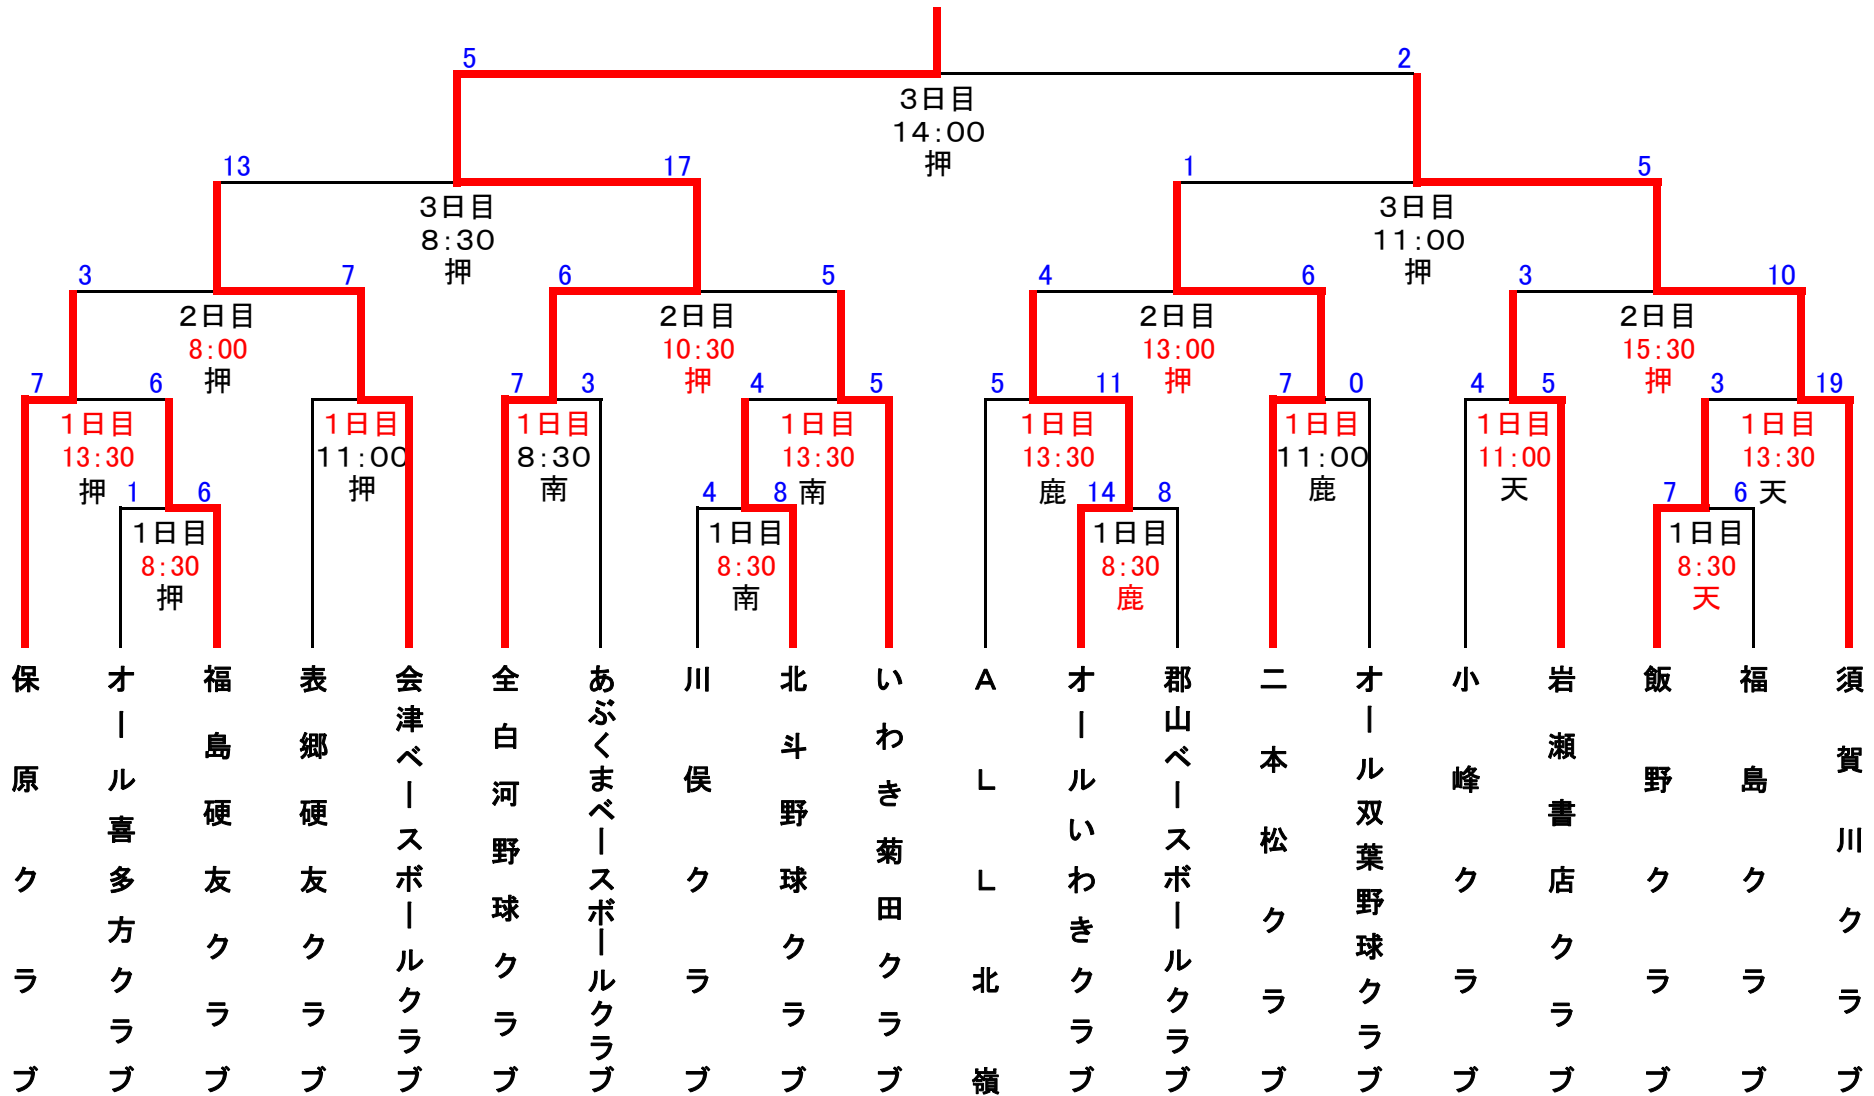 5 2
3日目
14:00
押
13 17 1 5
3日目 3日目
8:30 11:00
押 押
3 7 6 5 4 6 3 10
2日目 2日目 2日目 2日目
8:00 10:30 13:00 15:30
押 押 押 押
7 6 7 3 4 5 5 11 7 0 4 5 3 19
1日目 1日目 1日目 1日目 1日目 1日目 1日目 1日目
13:30 11:00 8:30 13:30 13:30 11:00 11:00 13:30
押 押 南 南 鹿 鹿 天 天
1 6 4 8 14 8 7 6
1日目 1日目 1日目 1日目
8:30 8:30 8:30 8:30
押 南 鹿 天
保原クラブ
オール喜多方クラブ
福島硬友クラブ
表郷硬友クラブ
会津ベースボールクラブ
全白河野球クラブ
あぶくまベースボールクラブ
川俣クラブ
北斗野球クラブ
いわき菊田クラブ
ALL北嶺
オールいわきクラブ
郡山ベースボールクラブ
二本松クラブ
オール双葉野球クラブ
小峰クラブ
岩瀬書店クラブ
飯野クラブ
福島クラブ
須賀川クラブ